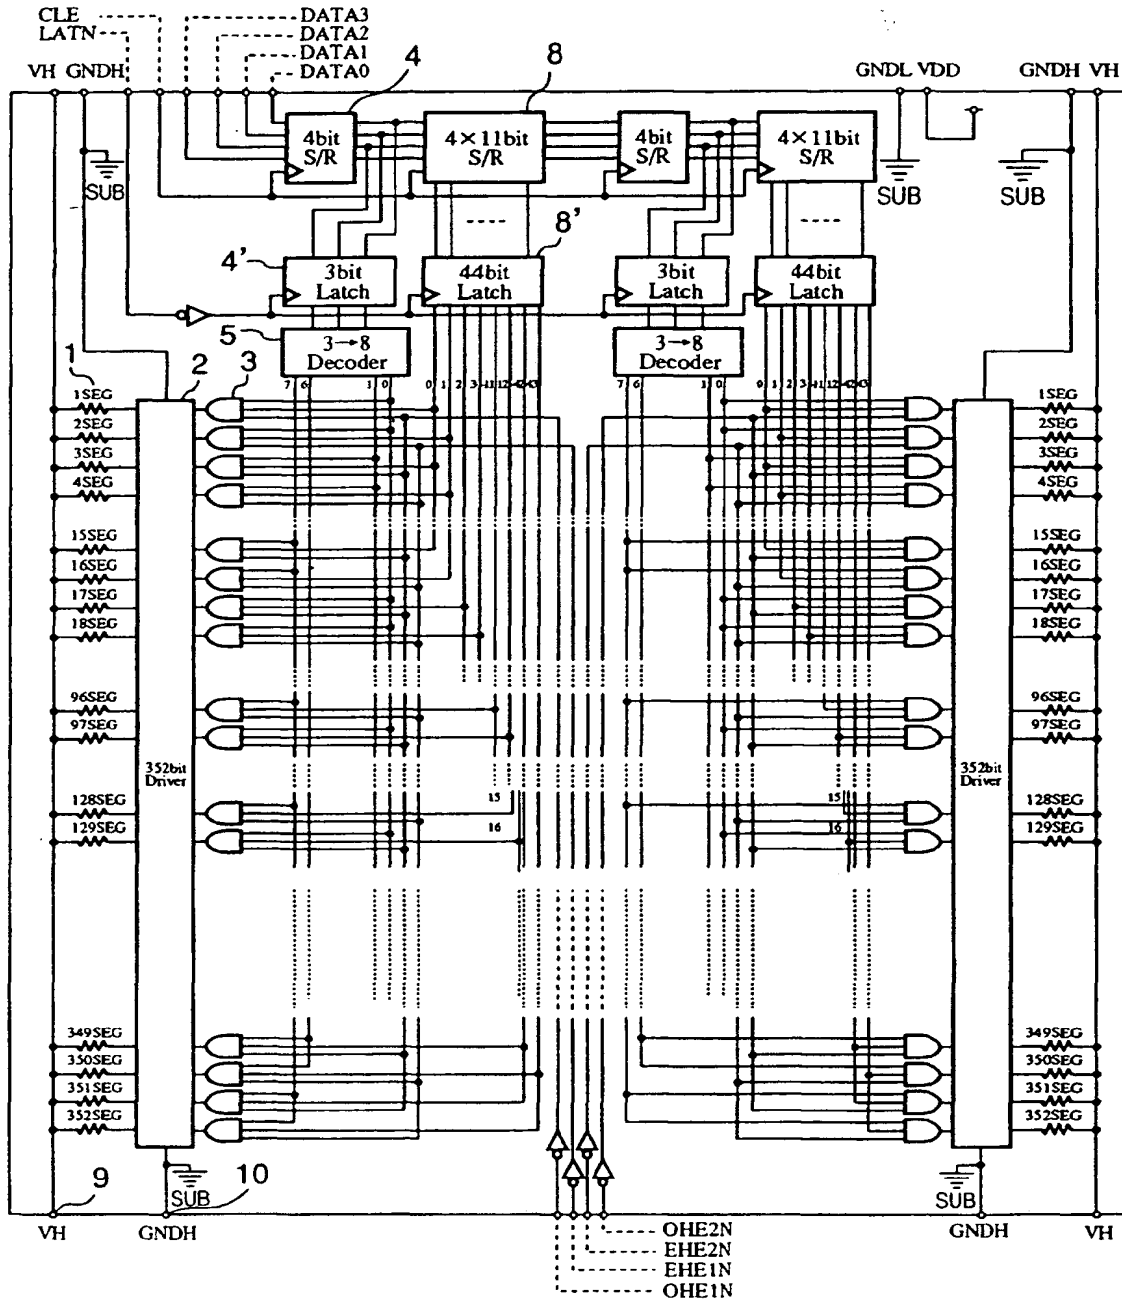 CLE
LATN
DATA3
DATA2
DATA1
DATA0
4
8
VH GNDH
GNDL VDD
GNDH VH
4bit
S/R
4×11bit
S/R
4bit
S/R
4×11bit
S/R
SUB
SUB
SUB
4'
8'
3bit
Latch
44bit
Latch
3bit
Latch
44bit
Latch
5
3→8
Decoder
3→8
Decoder
7 6 1 0 0 1 2 3 11 12 42 43
7 6 1 0 9 1 2 3 11 12 42 43
1
2
3
1SEG
2SEG
3SEG
4SEG
15SEG
16SEG
17SEG
18SEG
96SEG
97SEG
128SEG
129SEG
349SEG
350SEG
351SEG
352SEG
352bit
Driver
15
16
15
16
352bit
Driver
1SEG
2SEG
3SEG
4SEG
15SEG
16SEG
17SEG
18SEG
96SEG
97SEG
128SEG
129SEG
349SEG
350SEG
351SEG
352SEG
9
SUB
10
SUB
VH
GNDH
GNDH
VH
OHE2N
EHE2N
EHE1N
OHE1N